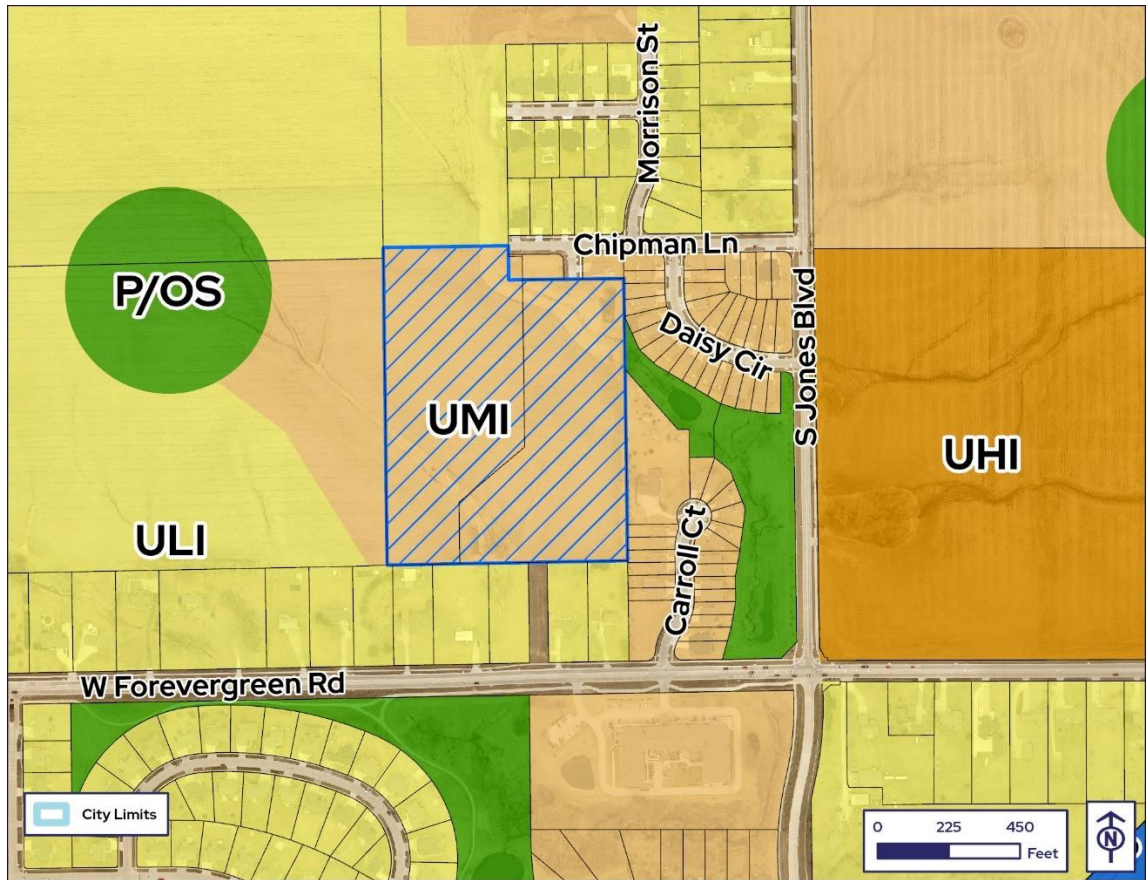 Morrison St
Chipman Ln
P/OS
Daisy Cir
S Jones Blvd
UMI
UHI
ULI
Carroll Ct
W Forevergreen Rd
City Limits
0 225 450
Feet
N